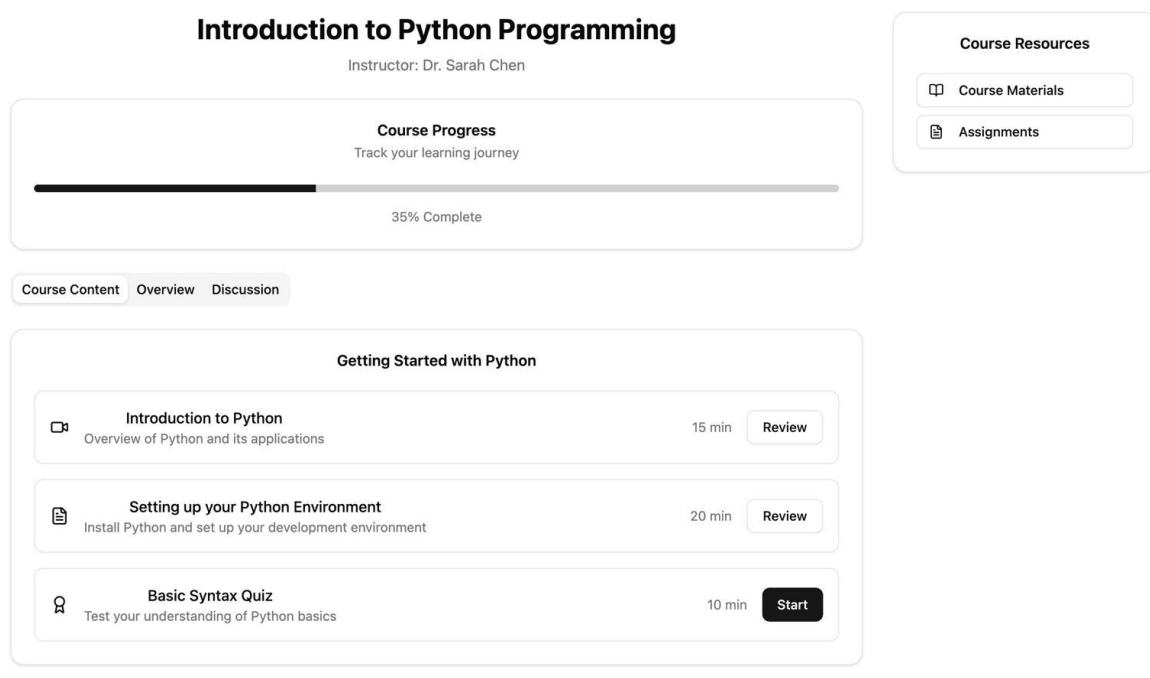 Introduction to Python Programming
Instructor: Dr. Sarah Chen
Course Progress
Track your learning journey
35% Complete
Course Content Overview Discussion
Getting Started with Python
Introduction to Python
Overview of Python and its applications
15 min Review
Setting up your Python Environment
Install Python and set up your development environment
20 min Review
Basic Syntax Quiz
Test your understanding of Python basics
10 min Start
Course Resources
Course Materials
Assignments